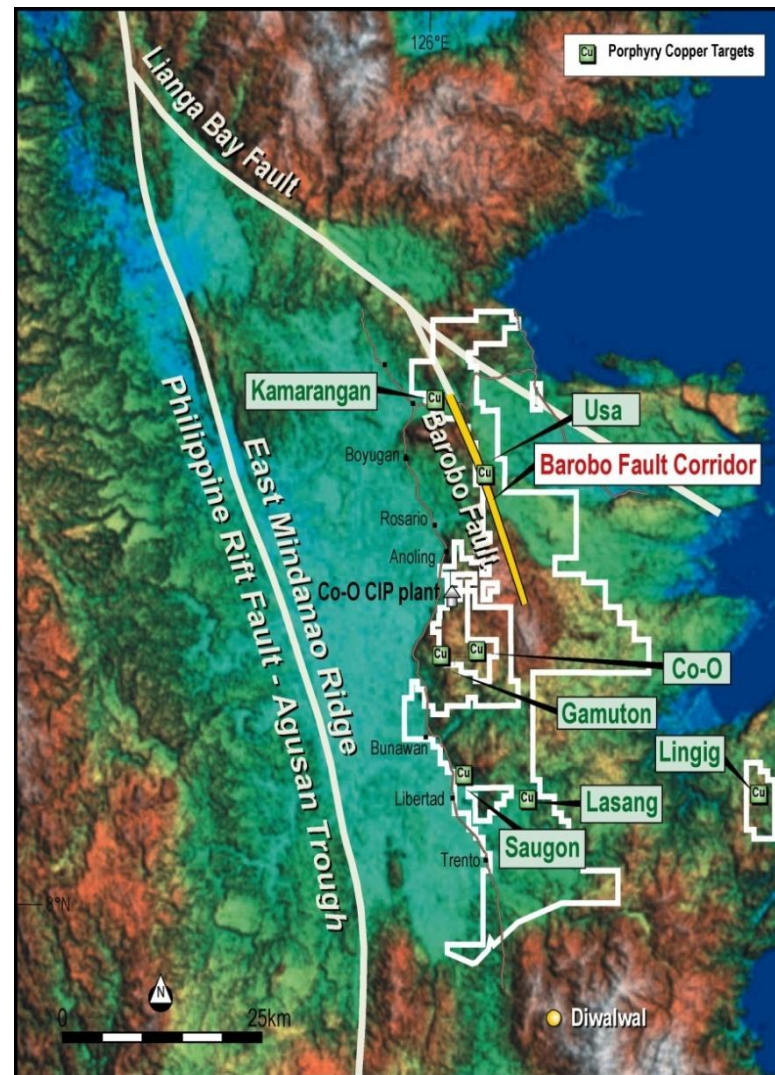 126°E
Cu Porphyry Copper Targets
Lianga Bay Fault
Kamarangan
Cu
Usa
Barobo Fault
Cu
Barobo Fault Corridor
Boyugan
Rosario
Anoling
Co-O CIP plant
Philippine Rift Fault - Agusan Trough
East Mindanao Ridge
Cu
Cu
Co-O
Gamuton
Bunawan
Lingig
Cu
Cu
Libertad
Cu
Lasang
Saugon
Trento
8°N
N
0
25km
Diwalwal